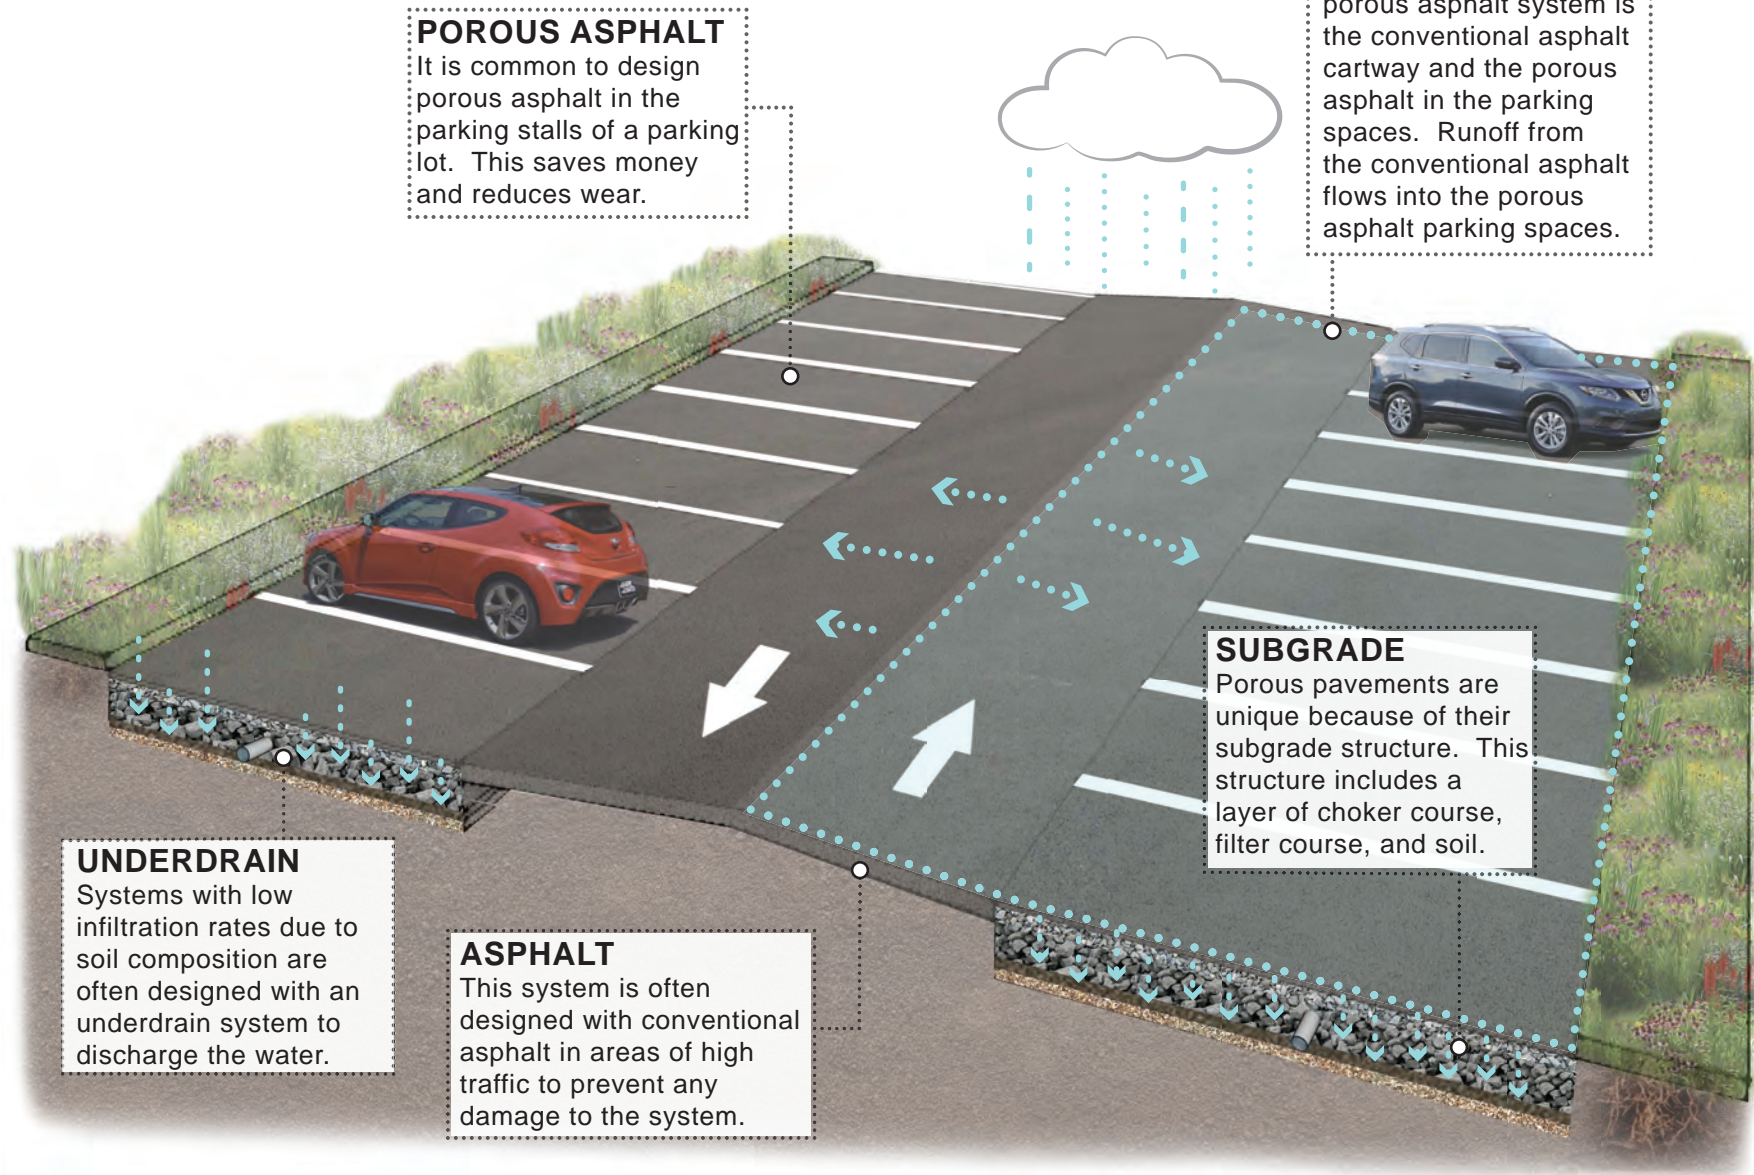 POROUS ASPHALT
It is common to design
porous asphalt in the
parking stalls of a parking
lot. This saves money
and reduces wear.
porous asphalt system is
the conventional asphalt
cartway and the porous
asphalt in the parking
spaces. Runoff from
the conventional asphalt
flows into the porous
asphalt parking spaces.
SUBGRADE
Porous pavements are
unique because of their
subgrade structure. This
structure includes a
layer of choker course,
filter course, and soil.
UNDERDRAIN
Systems with low
infiltration rates due to
soil composition are
often designed with an
underdrain system to
discharge the water.
ASPHALT
This system is often
designed with conventional
asphalt in areas of high
traffic to prevent any
damage to the system.